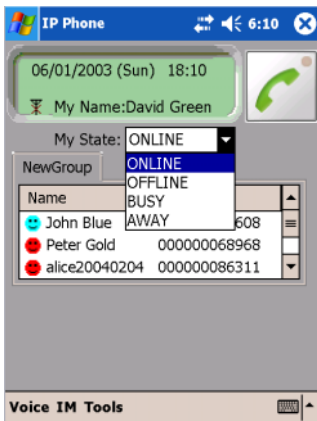 IP Phone 6:10
06/01/2003 (Sun) 18:10
My Name:David Green
My State: ONLINE
ONLINE
OFFLINE
BUSY
AWAY
NewGroup
Name
John Blue 608
Peter Gold 000000068968
alice20040204 000000086311
Voice IM Tools